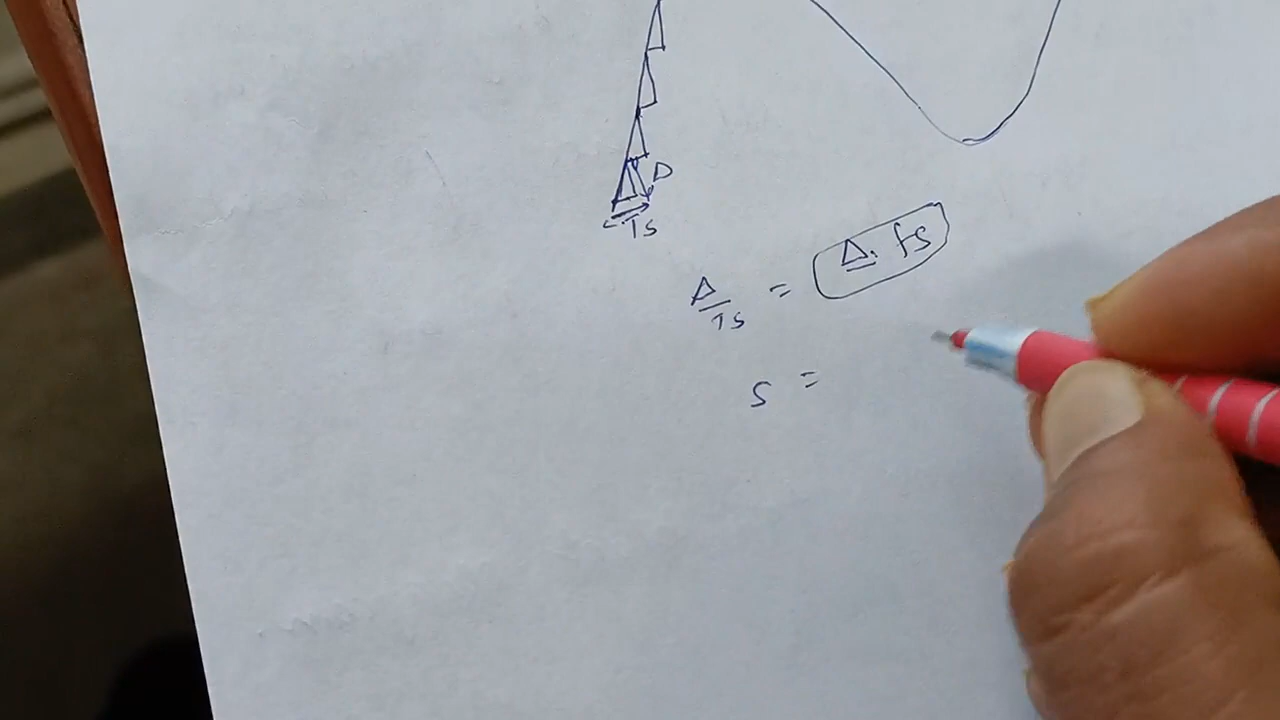 Δ
Ts
Δ/Ts = Δ. fs
S =